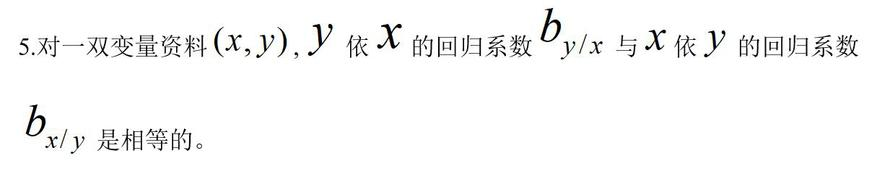 5.对一双变量资料(x, y), y 依 x 的回归系数 b_{y/x} 与 x 依 y 的回归系数
b_{x/y} 是相等的。